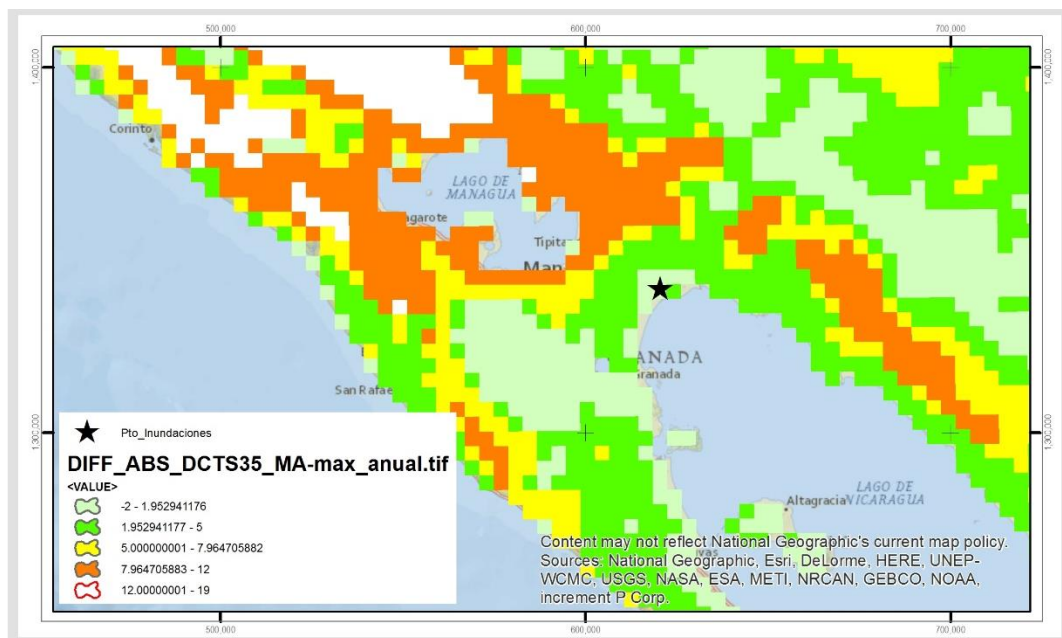 500,000 600,000 700,000
1,400,000 1,400,000
Corinto
LAGO DE
MANAGUA
agarote
Tipita
Man
ANADA
Granada
San Rafae
1,300,000 1,300,000
Pto_Inundaciones
DIFF_ABS_DCTS35_MA-max_anual.tif
<VALUE>
-2 - 1.952941176
1.952941177 - 5
5.000000001 - 7.964705882
7.964705883 - 12
12.00000001 - 19
LAGO DE
NICARAGUA
Altagracia
ivas
Content may not reflect National Geographic's current map policy.
Sources: National Geographic, Esri, DeLorme, HERE, UNEP-
WCMC, USGS, NASA, ESA, METI, NRCAN, GEBCO, NOAA,
increment P Corp.
500,000 600,000 700,000